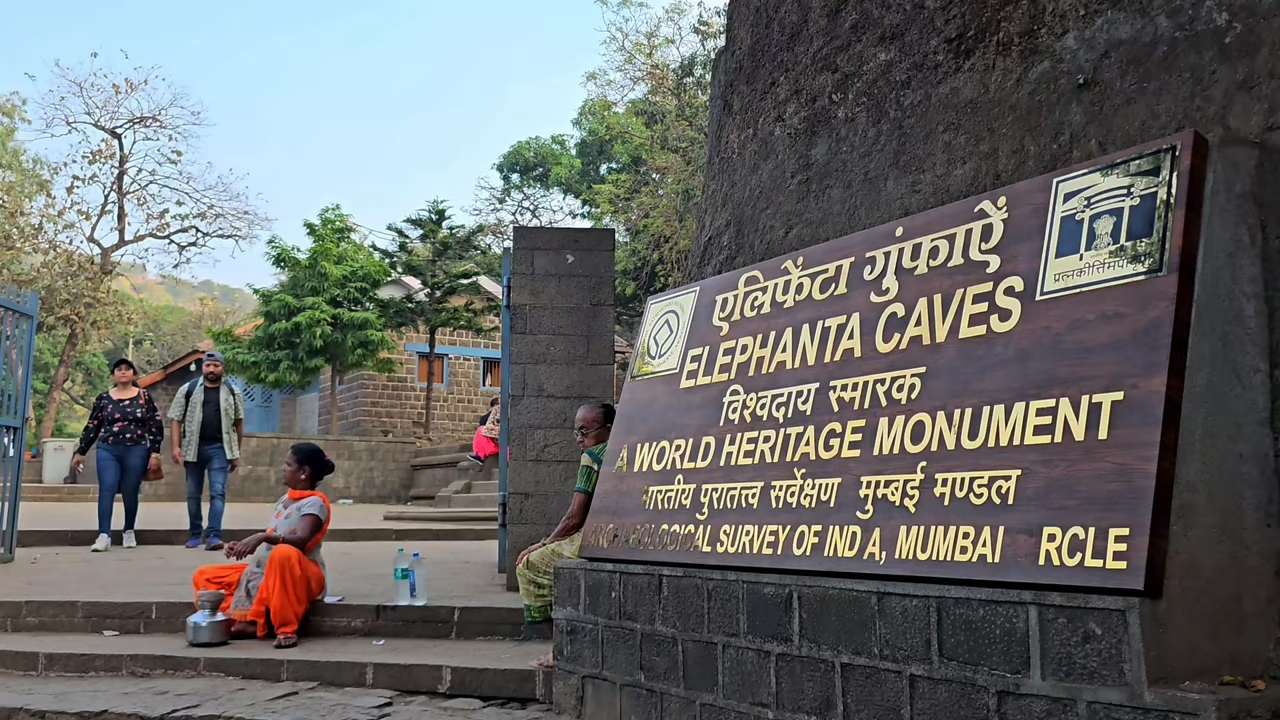 एलिफेंटा गुंफाऐं
ELEPHANTA CAVES
विश्वदाय स्मारक
A WORLD HERITAGE MONUMENT
भारतीय पुरातत्त्व सर्वेक्षण मुम्बई मण्डल
ARCHAEOLOGICAL SURVEY OF IND A, MUMBAI RCLE